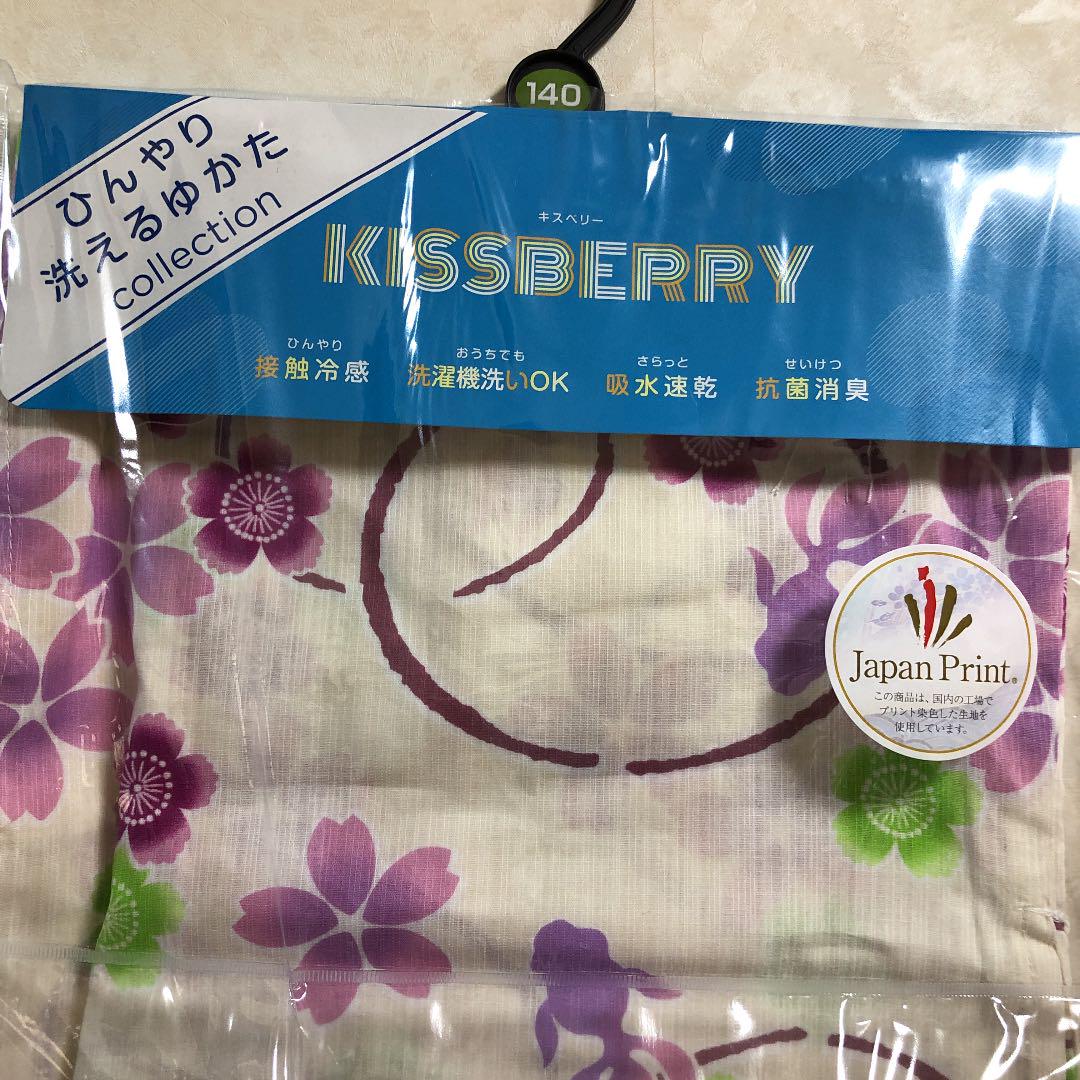 140
ひんやり
洗えるゆかた
collection
キスベリー
KISSBERRY
ひんやり
接触冷感
おうちでも
洗濯機洗いOK
さらっと
吸水速乾
せいけつ
抗菌消臭
Japan Print®
この商品は、国内の工場で
プリント染色した生地を
使用しています。